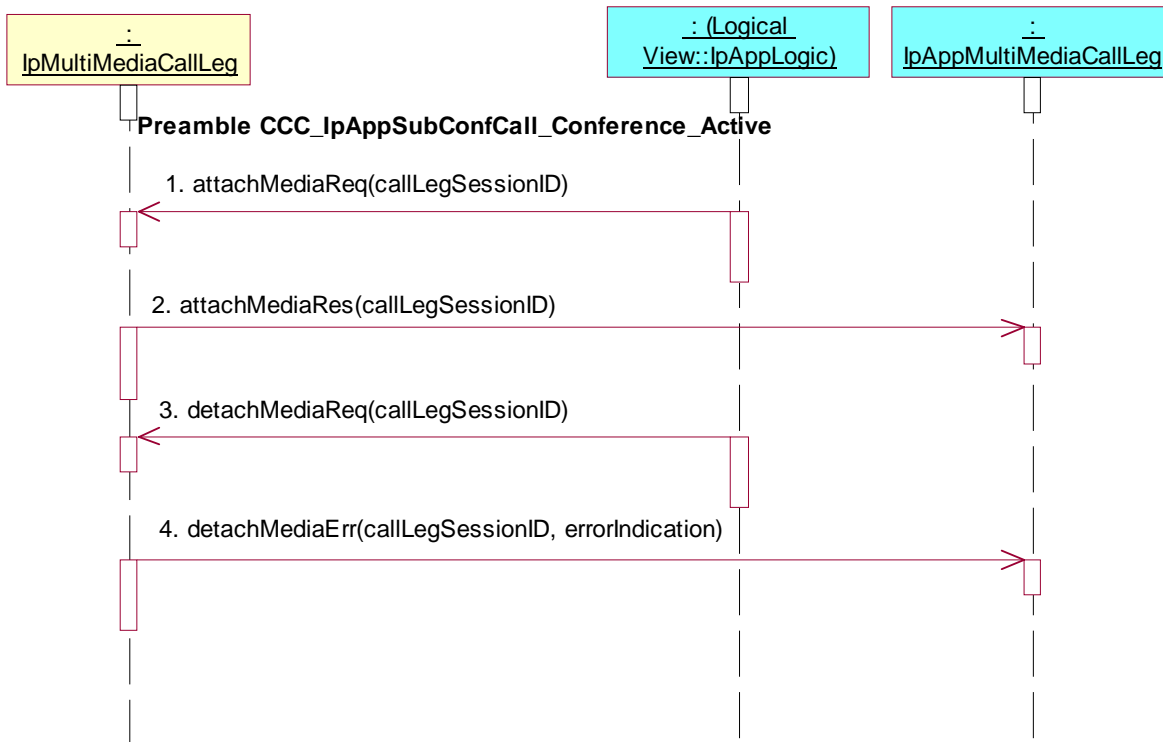 :
IpMultiMediaCallLeg
: (Logical
View::IpAppLogic)
:
IpAppMultiMediaCallLeg
Preamble CCC_IpAppSubConfCall_Conference_Active
1. attachMediaReq(callLegSessionID)
2. attachMediaRes(callLegSessionID)
3. detachMediaReq(callLegSessionID)
4. detachMediaErr(callLegSessionID, errorIndication)